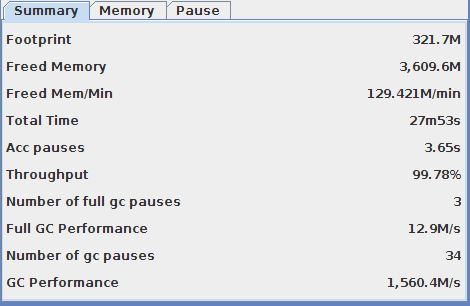 Summary Memory Pause
Footprint 321.7M
Freed Memory 3,609.6M
Freed Mem/Min 129.421M/min
Total Time 27m53s
Acc pauses 3.65s
Throughput 99.78%
Number of full gc pauses 3
Full GC Performance 12.9M/s
Number of gc pauses 34
GC Performance 1,560.4M/s